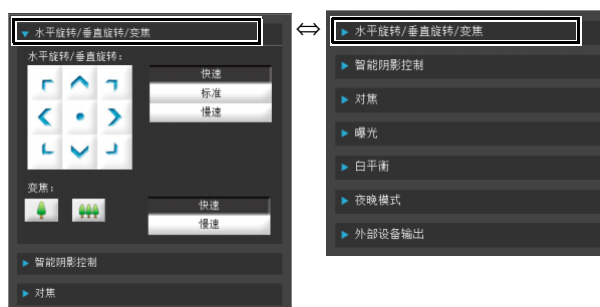 水平旋转/垂直旋转/变焦
水平旋转/垂直旋转:
快速
标准
慢速
变焦:
快速
慢速
智能阴影控制
对焦
水平旋转/垂直旋转/变焦
智能阴影控制
对焦
曝光
白平衡
夜晚模式
外部设备输出